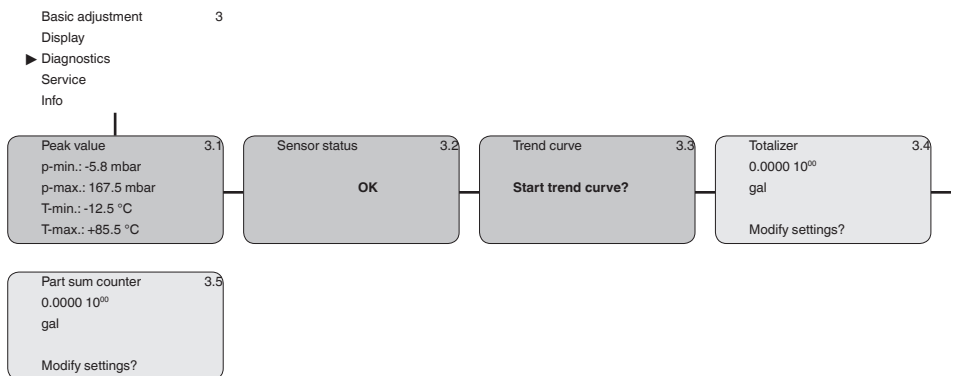 Basic adjustment 3
Display
▶ Diagnostics
Service
Info
Peak value 3.1
p-min.: -5.8 mbar
p-max.: 167.5 mbar
T-min.: -12.5 °C
T-max.: +85.5 °C
Sensor status 3.2
OK
Trend curve 3.3
Start trend curve?
Totalizer 3.4
0.0000 10⁰⁰
gal
Modify settings?
Part sum counter 3.5
0.0000 10⁰⁰
gal
Modify settings?